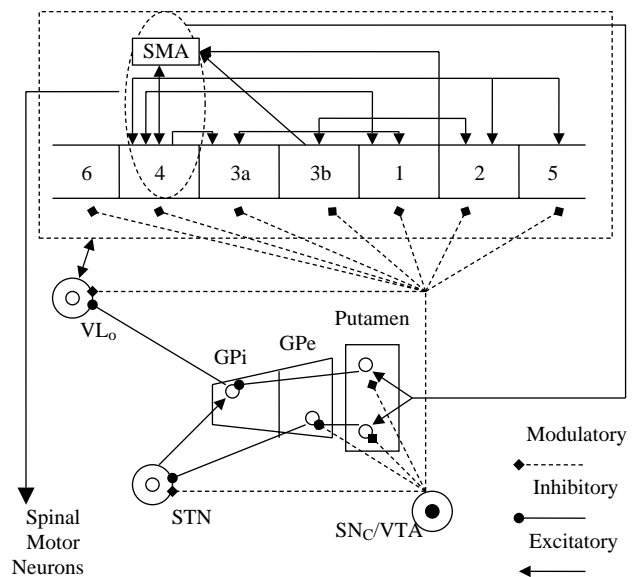 SMA
6 4 3a 3b 1 2 5
VLo
Putamen
GPe
GPi
Modulatory
Inhibitory
Excitatory
STN
SNC/VTA
Spinal
Motor
Neurons